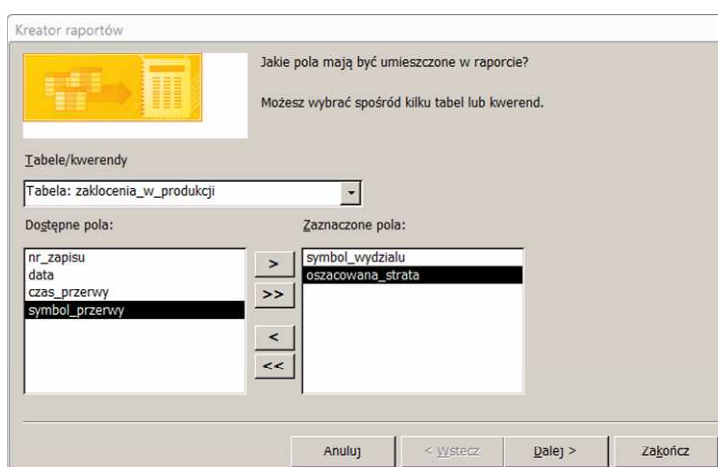 Kreator raportów
Jakie pola mają być umieszczone w raporcie?
Możesz wybrać spośród kilku tabel lub kwerend.
Tabele/kwerendy
Tabela: zaklocenia_w_produkcji
Dostępne pola:
Zaznaczone pola:
nr_zapisu
data
czas_przerwy
symbol_przerwy
>
>>
<
<<
symbol_wydzialu
oszacowana_strata
Anuluj
< Wstecz
Dalej >
Zakończ